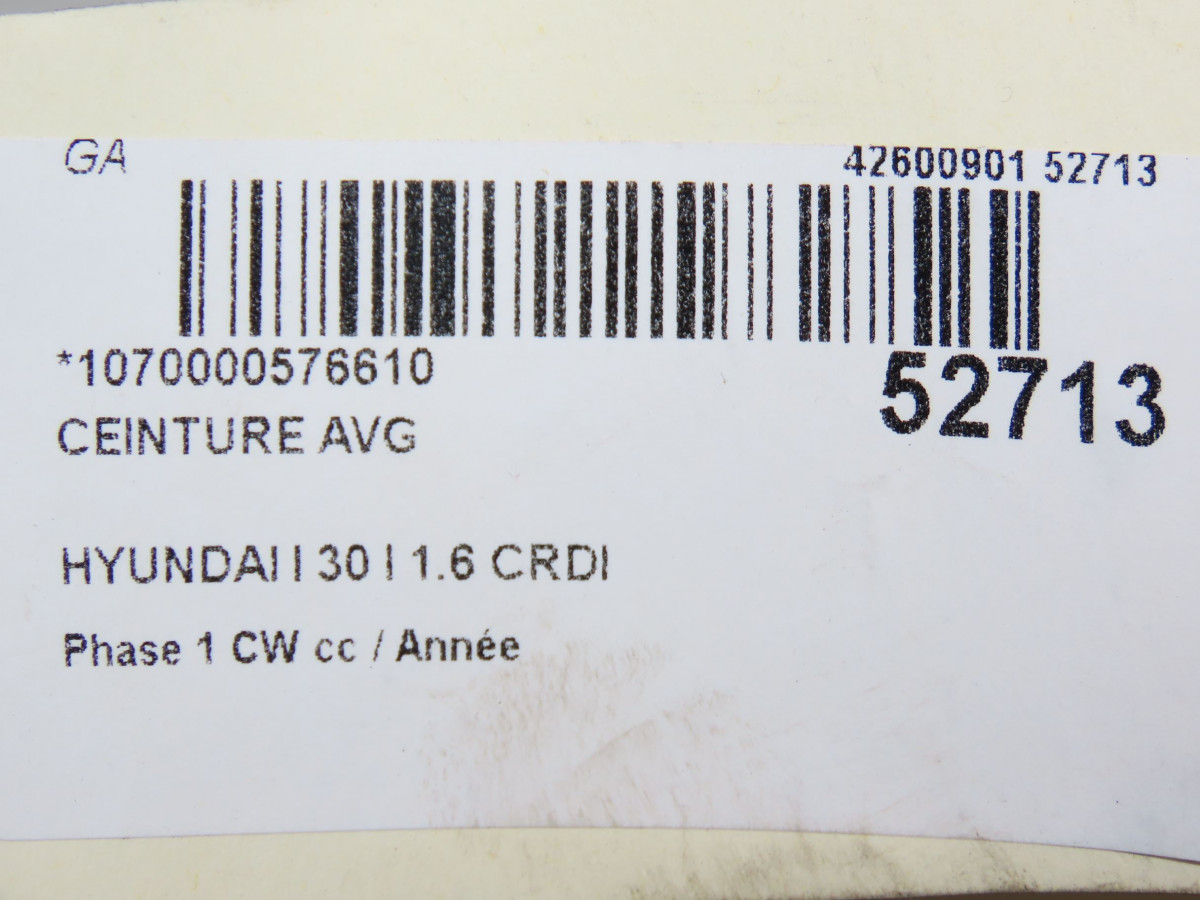 GA
42600901 52713
*1070000576610
52713
CEINTURE AVG
HYUNDAI I 30 I 1.6 CRDI
Phase 1 CW cc / Année